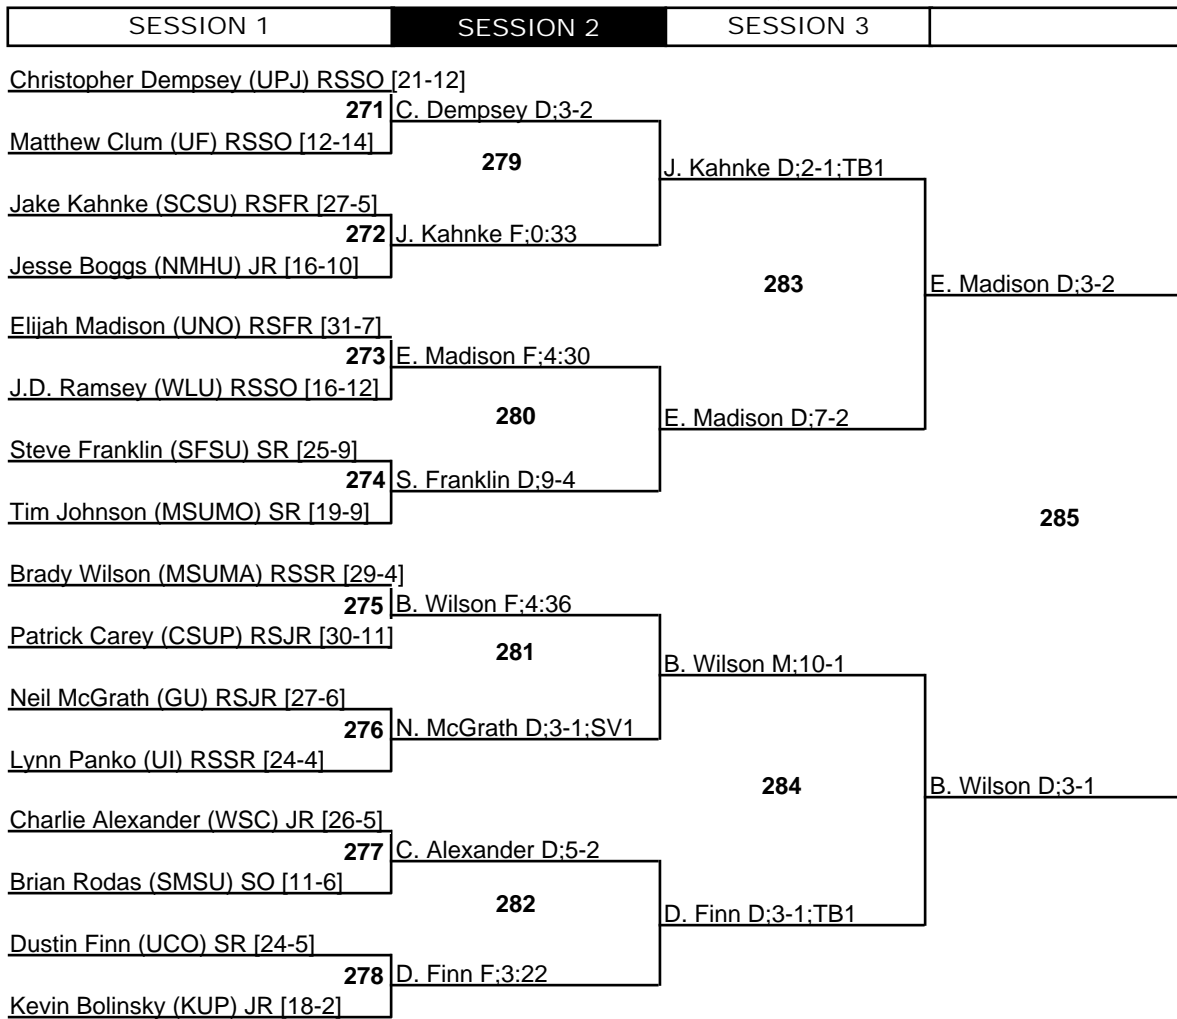 SESSION 1
SESSION 2
SESSION 3
Christopher Dempsey (UPJ) RSSO [21-12]
271 C. Dempsey D;3-2
Matthew Clum (UF) RSSO [12-14]
279
J. Kahnke D;2-1;TB1
Jake Kahnke (SCSU) RSFR [27-5]
272 J. Kahnke F;0:33
Jesse Boggs (NMHU) JR [16-10]
283
E. Madison D;3-2
Elijah Madison (UNO) RSFR [31-7]
273 E. Madison F;4:30
J.D. Ramsey (WLU) RSSO [16-12]
280
E. Madison D;7-2
Steve Franklin (SFSU) SR [25-9]
274 S. Franklin D;9-4
Tim Johnson (MSUMO) SR [19-9]
285
Brady Wilson (MSUMA) RSSR [29-4]
275 B. Wilson F;4:36
Patrick Carey (CSUP) RSJR [30-11]
281
B. Wilson M;10-1
Neil McGrath (GU) RSJR [27-6]
276 N. McGrath D;3-1;SV1
Lynn Panko (UI) RSSR [24-4]
284
B. Wilson D;3-1
Charlie Alexander (WSC) JR [26-5]
277 C. Alexander D;5-2
Brian Rodas (SMSU) SO [11-6]
282
D. Finn D;3-1;TB1
Dustin Finn (UCO) SR [24-5]
278 D. Finn F;3:22
Kevin Bolinsky (KUP) JR [18-2]